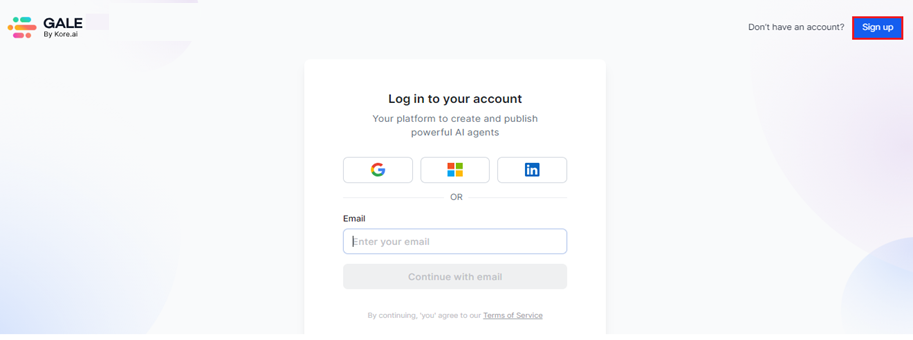 GALE
By Kore.ai
Don't have an account?
Sign up
Log in to your account
Your platform to create and publish
powerful AI agents
OR
Email
Enter your email
Continue with email
By continuing, 'you' agree to our Terms of Service